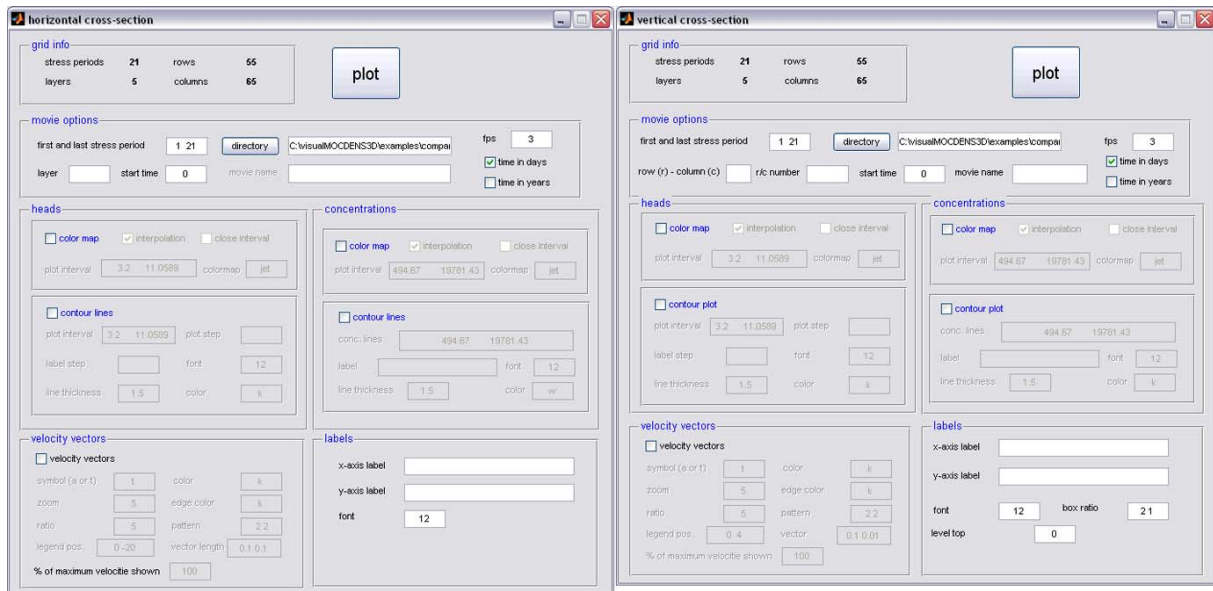 horizontal cross-section
grid info
stress periods 21 rows 55
layers 5 columns 65
plot
movie options
first and last stress period 1 21 directory C:\visualMOCDENS3D\examples\compai fps 3
time in days
layer start time 0 movie name
time in years
heads
color map interpolation close interval
plot interval 3.2 11.0589 colormap jet
contour lines
plot interval 3.2 11.0589 plot step
label step font 12
line thickness 1.5 color k
concentrations
color map interpolation close interval
plot interval 494.67 19781.43 colormap jet
contour lines
conc. lines 494.67 19781.43
label font 12
line thickness 1.5 color w
velocity vectors
velocity vectors
symbol (a or t) t color k
zoom 5 edge color k
ratio 5 pattern 2 2
legend pos. 0 -20 vector length 0.1 0.1
% of maximum velocitie shown 100
labels
x-axis label
y-axis label
font 12
vertical cross-section
grid info
stress periods 21 rows 55
layers 5 columns 65
plot
movie options
first and last stress period 1 21 directory C:\visualMOCDENS3D\examples\compai fps 3
time in days
row (r) - column (c) r/c number start time 0 movie name
time in years
heads
color map interpolation close interval
plot interval 3.2 11.0589 colormap jet
contour plot
plot interval 3.2 11.0589 plot step
label step font 12
line thickness 1.5 color k
concentrations
color map interpolation close interval
plot interval 494.67 19781.43 colormap jet
contour plot
conc. lines 494.67 19781.43
label font 12
line thickness 1.5 color k
velocity vectors
velocity vectors
symbol (a or t) t color k
zoom 5 edge color k
ratio 5 pattern 2 2
legend pos. 0 4 vector 0.1 0.01
% of maximum velocitie shown 100
labels
x-axis label
y-axis label
font 12 box ratio 2 1
level top 0